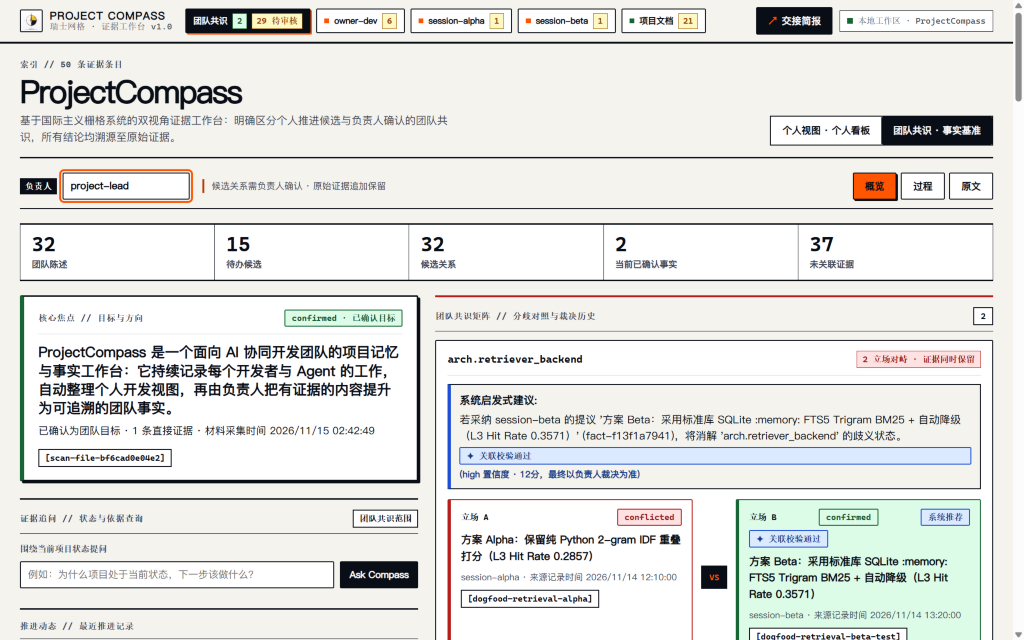 PROJECT COMPASS
瑞士网格 · 证据工作台 v1.0
团队共识 2 29 待审核
owner-dev 6
session-alpha 1
session-beta 1
项目文档 21
↗ 交接简报
本地工作区 · ProjectCompass
索引 // 50 条证据条目
ProjectCompass
基于国际主义栅格系统的双视角证据工作台：明确区分个人推进候选与负责人确认的团队共
识，所有结论均溯源至原始证据。
个人视图 · 个人看板
团队共识 · 事实基准
负责人
project-lead
候选关系需负责人确认 · 原始证据追加保留
概览
过程
原文
32
团队陈述
15
待办候选
32
候选关系
2
当前已确认事实
37
未关联证据
核心焦点 // 目标与方向
confirmed · 已确认目标
ProjectCompass 是一个面向 AI 协同开发团队的项目记忆
与事实工作台：它持续记录每个开发者与 Agent 的工作，
自动整理个人开发视图，再由负责人把有证据的内容提升
为可追溯的团队事实。
已确认为团队目标 · 1 条直接证据 · 材料采集时间 2026/11/15 02:42:49
[scan-file-bf6cad0e04e2]
证据追问 // 状态与依据查询
团队共识范围
围绕当前项目状态提问
例如：为什么项目处于当前状态，下一步该做什么？
Ask Compass
推进动态 // 最近推进记录
团队共识矩阵 // 分歧对照与裁决历史
2
arch.retriever_backend
2 立场对峙 · 证据同时保留
系统启发式建议:
若采纳 session-beta 的提议 '方案 Beta：采用标准库 SQLite :memory: FTS5 Trigram BM25 + 自动降级
（L3 Hit Rate 0.3571）' (fact-f13f1a7941)，将消解 'arch.retriever_backend' 的歧义状态。
✦ 关联校验通过
(high 置信度 · 12分，最终以负责人裁决为准)
立场 A
conflicted
方案 Alpha：保留纯 Python 2-gram IDF 重叠
打分（L3 Hit Rate 0.2857）
session-alpha · 来源记录时间 2026/11/14 12:10:00
[dogfood-retrieval-alpha]
VS
立场 B
confirmed
系统推荐
✦ 关联校验通过
方案 Beta：采用标准库 SQLite :memory:
FTS5 Trigram BM25 + 自动降级（L3 Hit
Rate 0.3571）
session-beta · 来源记录时间 2026/11/14 13:20:00
[dogfood-retrieval-beta-test]